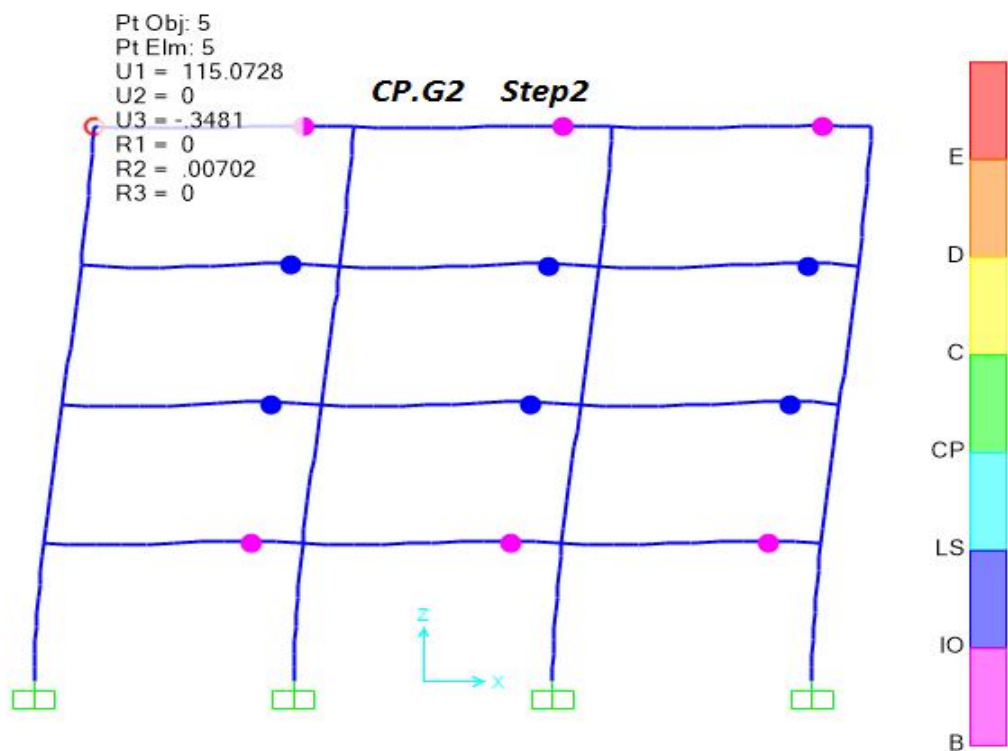 Pt Obj: 5
Pt Elm: 5
U1 = 115.0728
U2 = 0
U3 = -.3481
R1 = 0
R2 = .00702
R3 = 0
CP.G2 Step2
E
D
C
CP
LS
IO
B
Z
X